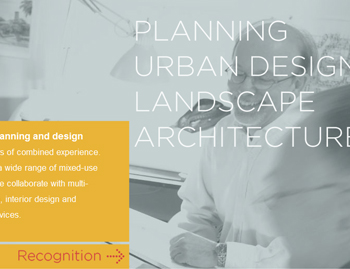 PLANNING
URBAN DESIGN
LANDSCAPE
ARCHITECTURE
anning and design
s of combined experience
a wide range of mixed-use
e collaborate with multi-
, interior design and
vices.
Recognition